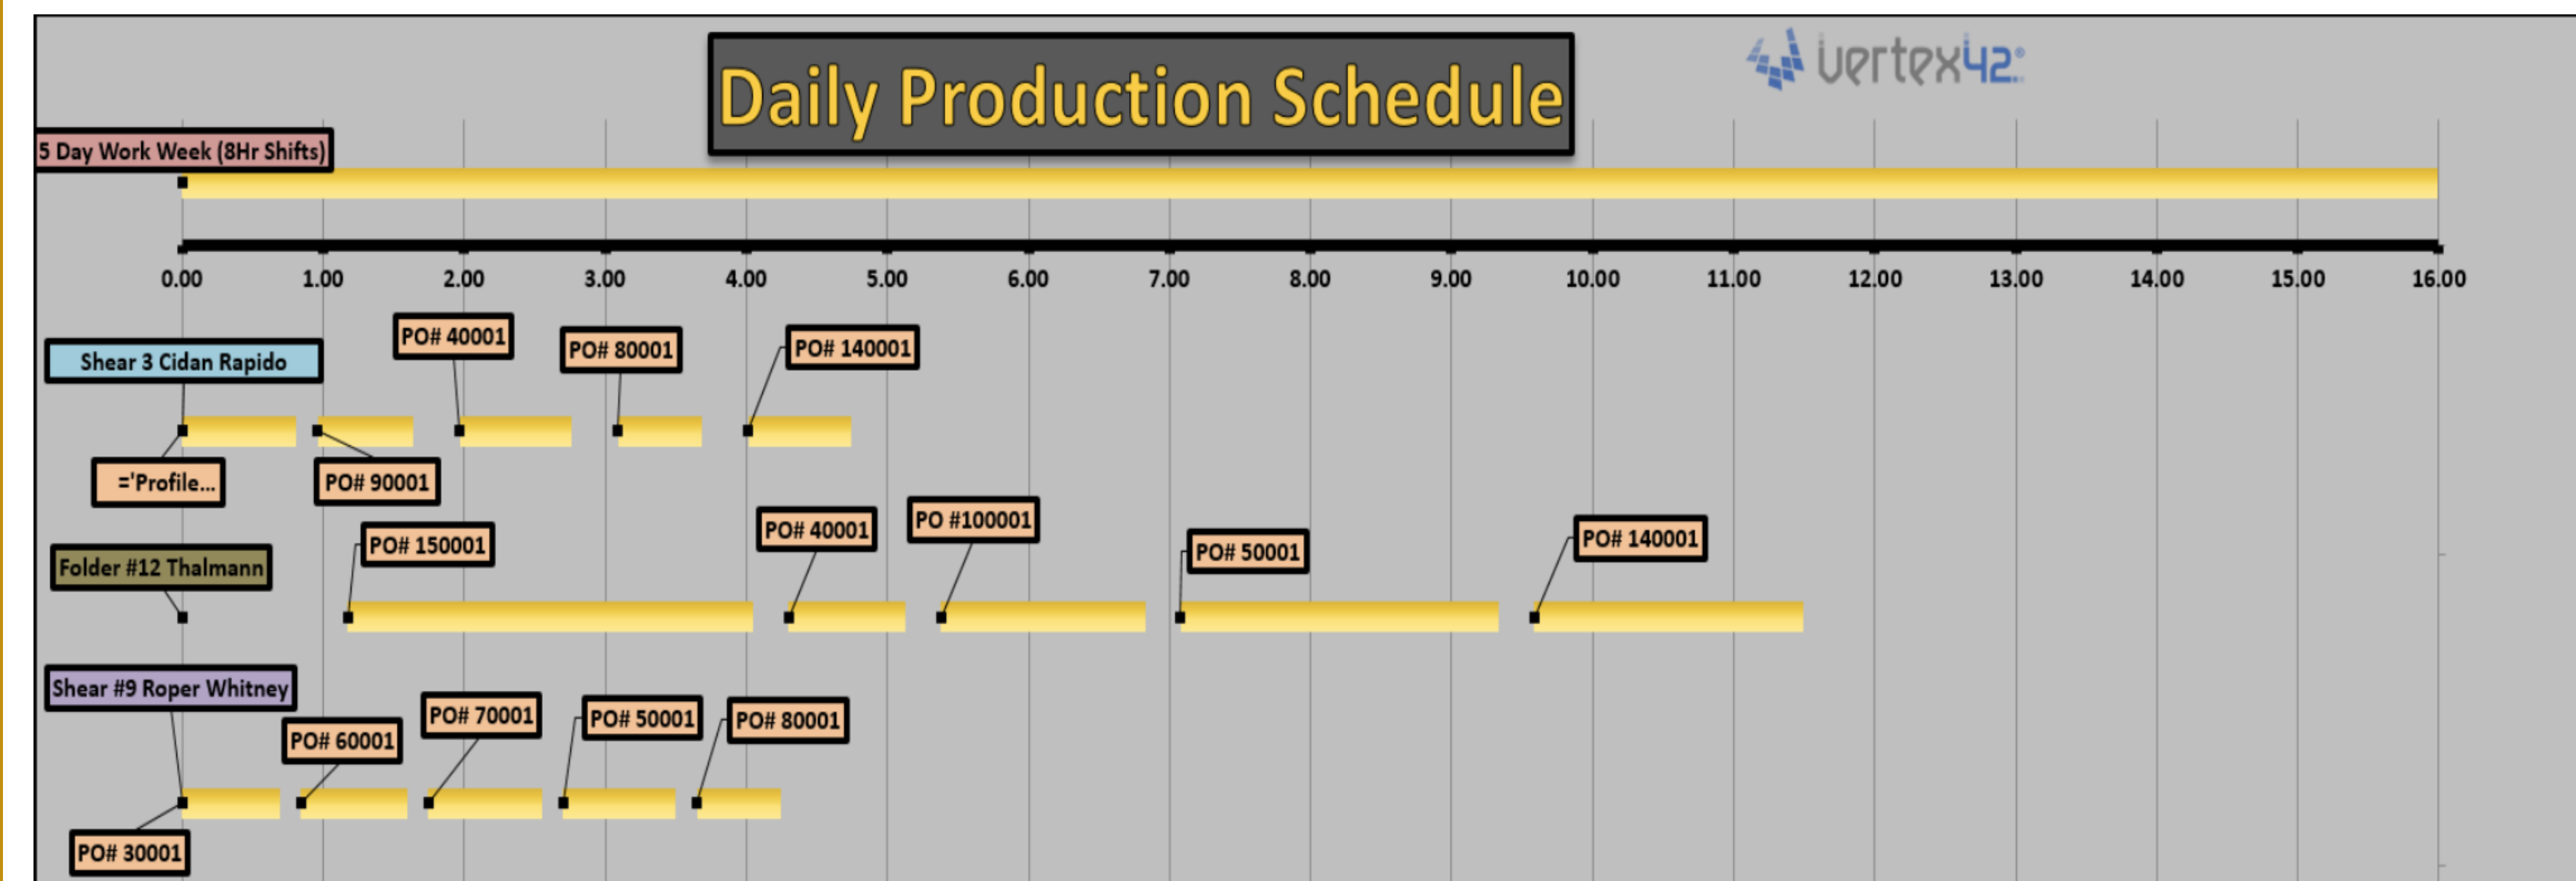 Daily Production Schedule
vertex42®
5 Day Work Week (8Hr Shifts)
0.00 1.00 2.00 3.00 4.00 5.00 6.00 7.00 8.00 9.00 10.00 11.00 12.00 13.00 14.00 15.00 16.00
PO# 40001
PO# 80001
PO# 140001
Shear 3 Cidan Rapido
='Profile...
PO# 90001
PO# 150001
PO# 40001
PO #100001
PO# 50001
PO# 140001
Folder #12 Thalmann
Shear #9 Roper Whitney
PO# 60001
PO# 70001
PO# 50001
PO# 80001
PO# 30001